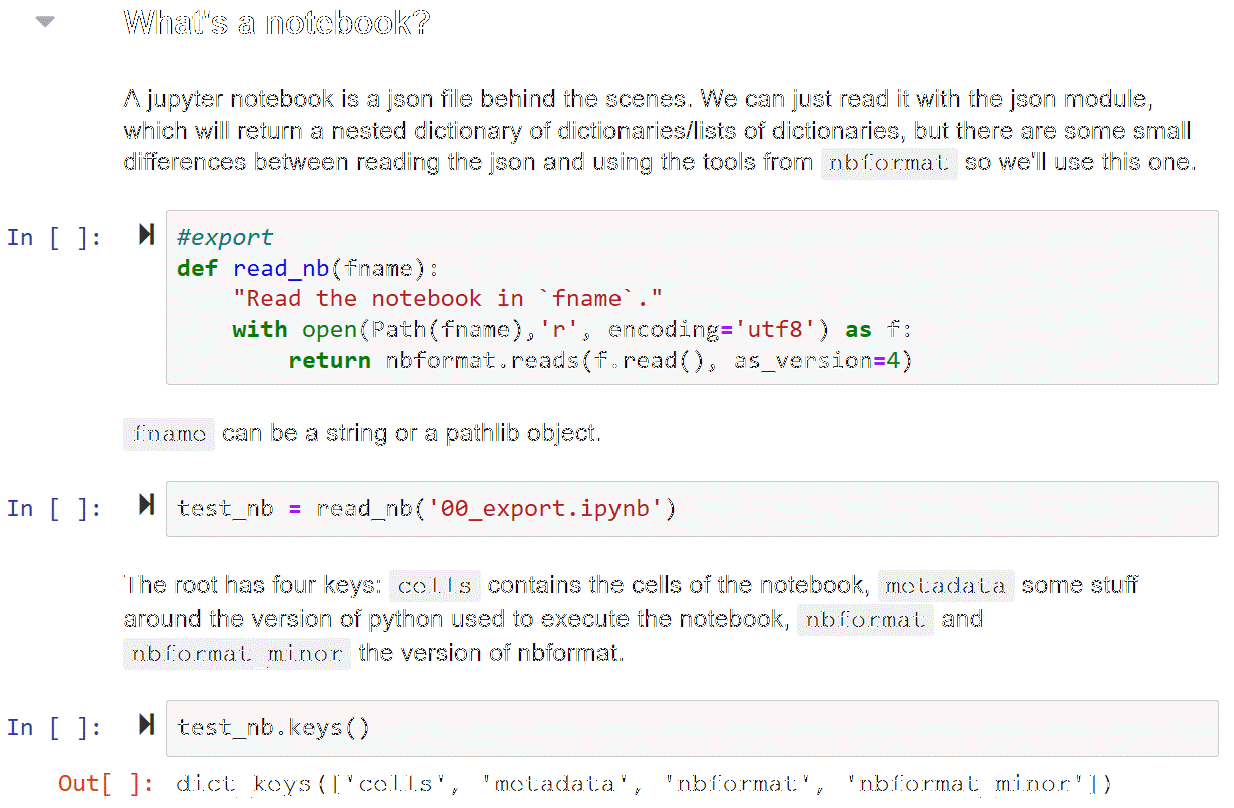 What's a notebook?
A jupyter notebook is a json file behind the scenes. We can just read it with the json module,
which will return a nested dictionary of dictionaries/lists of dictionaries, but there are some small
differences between reading the json and using the tools from nbformat so we'll use this one.
In [ ]: #export
def read_nb(fname):
    "Read the notebook in `fname`."
    with open(Path(fname),'r', encoding='utf8') as f:
        return nbformat.reads(f.read(), as_version=4)
fname can be a string or a pathlib object.
In [ ]: test_nb = read_nb('00_export.ipynb')
The root has four keys: cells contains the cells of the notebook, metadata some stuff
around the version of python used to execute the notebook, nbformat and
nbformat_minor the version of nbformat.
In [ ]: test_nb.keys()
Out[ ]: dict_keys(['cells', 'metadata', 'nbformat', 'nbformat_minor'])